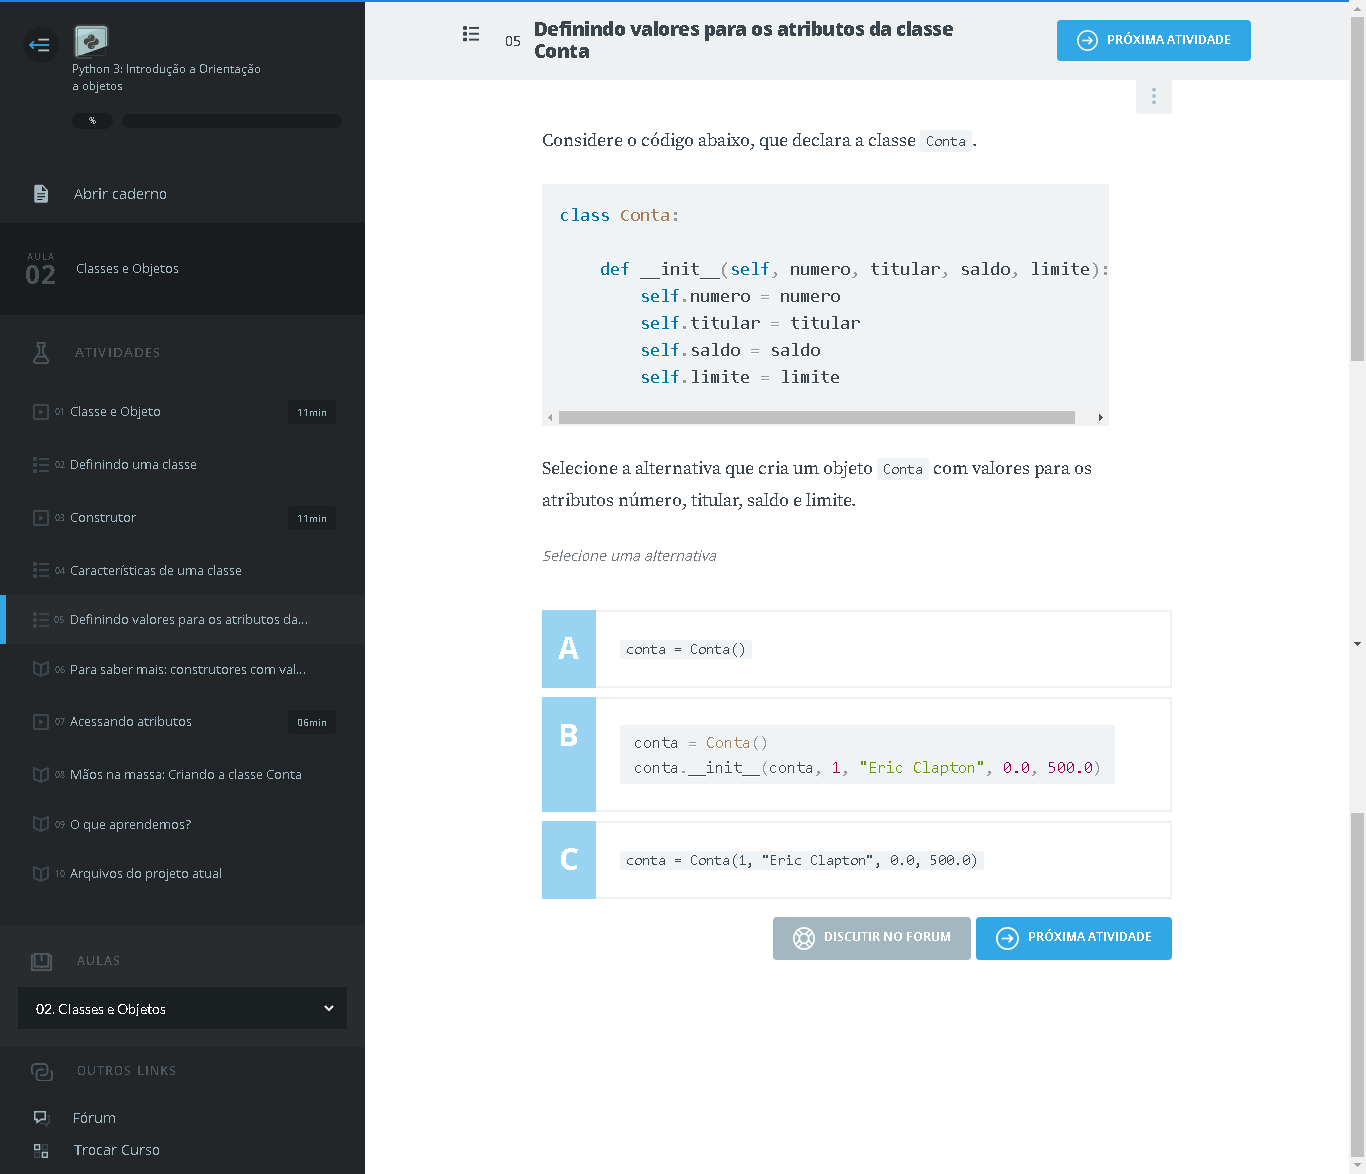 Python 3: Introdução a Orientação
a objetos
%
Abrir caderno
AULA
02
Classes e Objetos
ATIVIDADES
01 Classe e Objeto 11min
02 Definindo uma classe
03 Construtor 11min
04 Características de uma classe
05 Definindo valores para os atributos da...
06 Para saber mais: construtores com val...
07 Acessando atributos 06min
08 Mãos na massa: Criando a classe Conta
09 O que aprendemos?
10 Arquivos do projeto atual
AULAS
02. Classes e Objetos
OUTROS LINKS
Fórum
Trocar Curso
05 Definindo valores para os atributos da classe
Conta
PRÓXIMA ATIVIDADE
Considere o código abaixo, que declara a classe Conta.
class Conta:
def __init__(self, numero, titular, saldo, limite):
self.numero = numero
self.titular = titular
self.saldo = saldo
self.limite = limite
Selecione a alternativa que cria um objeto Conta com valores para os
atributos número, titular, saldo e limite.
Selecione uma alternativa
A conta = Conta()
B conta = Conta()
conta.__init__(conta, 1, "Eric Clapton", 0.0, 500.0)
C conta = Conta(1, "Eric Clapton", 0.0, 500.0)
DISCUTIR NO FORUM PRÓXIMA ATIVIDADE